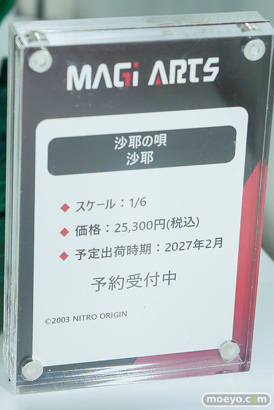 MAGi ARTS
沙耶の唄
沙耶
◆ スケール：1/6
◆ 価格：25,300円(税込)
◆ 予定出荷時期：2027年2月
予約受付中
©2003 NITRO ORIGIN
moeyo.com